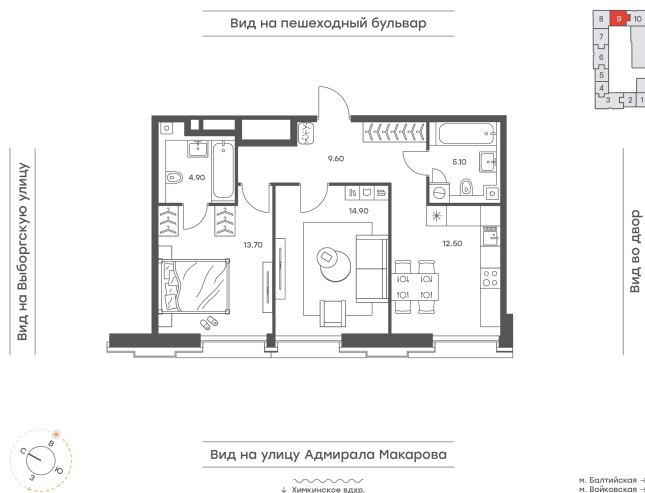 Вид на пешеходный бульвар
8 9 10
7
6
5
4
3 2 1
Вид на Выборгскую улицу
Вид во двор
4.90
9.60
5.10
14.90
13.70
12.50
Вид на улицу Адмирала Макарова
↓ Химкинское вдхр.
С В
З Ю
м. Балтийская
м. Войковская